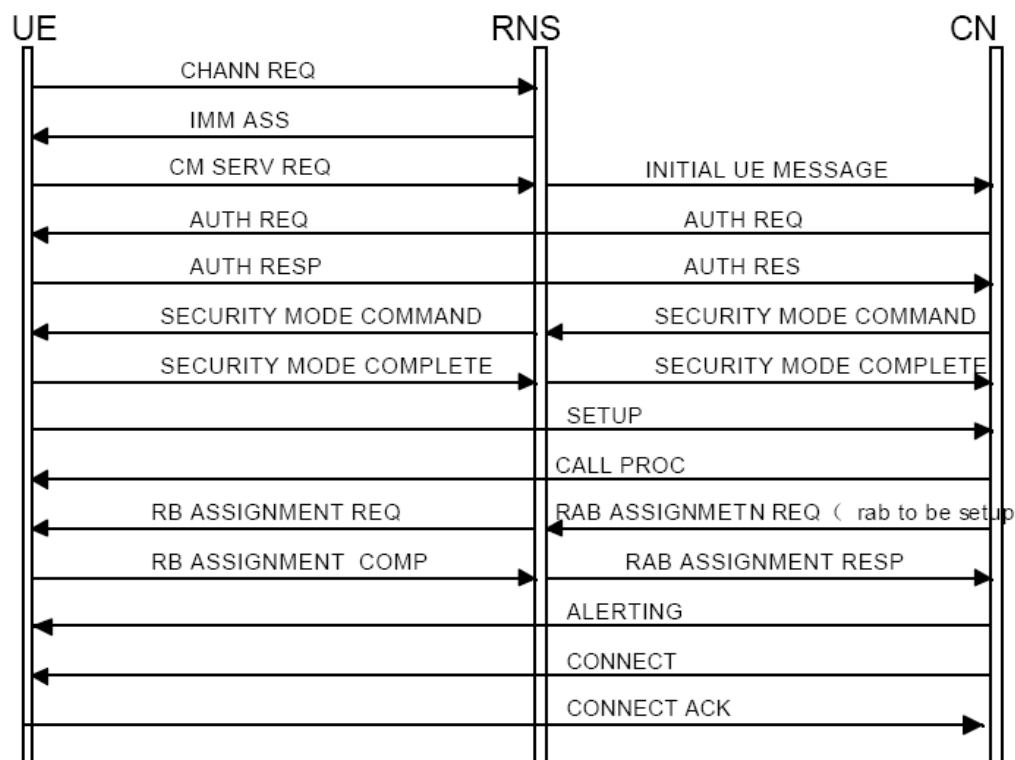 UE RNS CN
CHANN REQ
IMM ASS
CM SERV REQ INITIAL UE MESSAGE
AUTH REQ AUTH REQ
AUTH RESP AUTH RES
SECURITY MODE COMMAND SECURITY MODE COMMAND
SECURITY MODE COMPLETE SECURITY MODE COMPLETE
SETUP
CALL PROC
RB ASSIGNMENT REQ RAB ASSIGNMETN REQ ( rab to be setup
RB ASSIGNMENT COMP RAB ASSIGNMENT RESP
ALERTING
CONNECT
CONNECT ACK